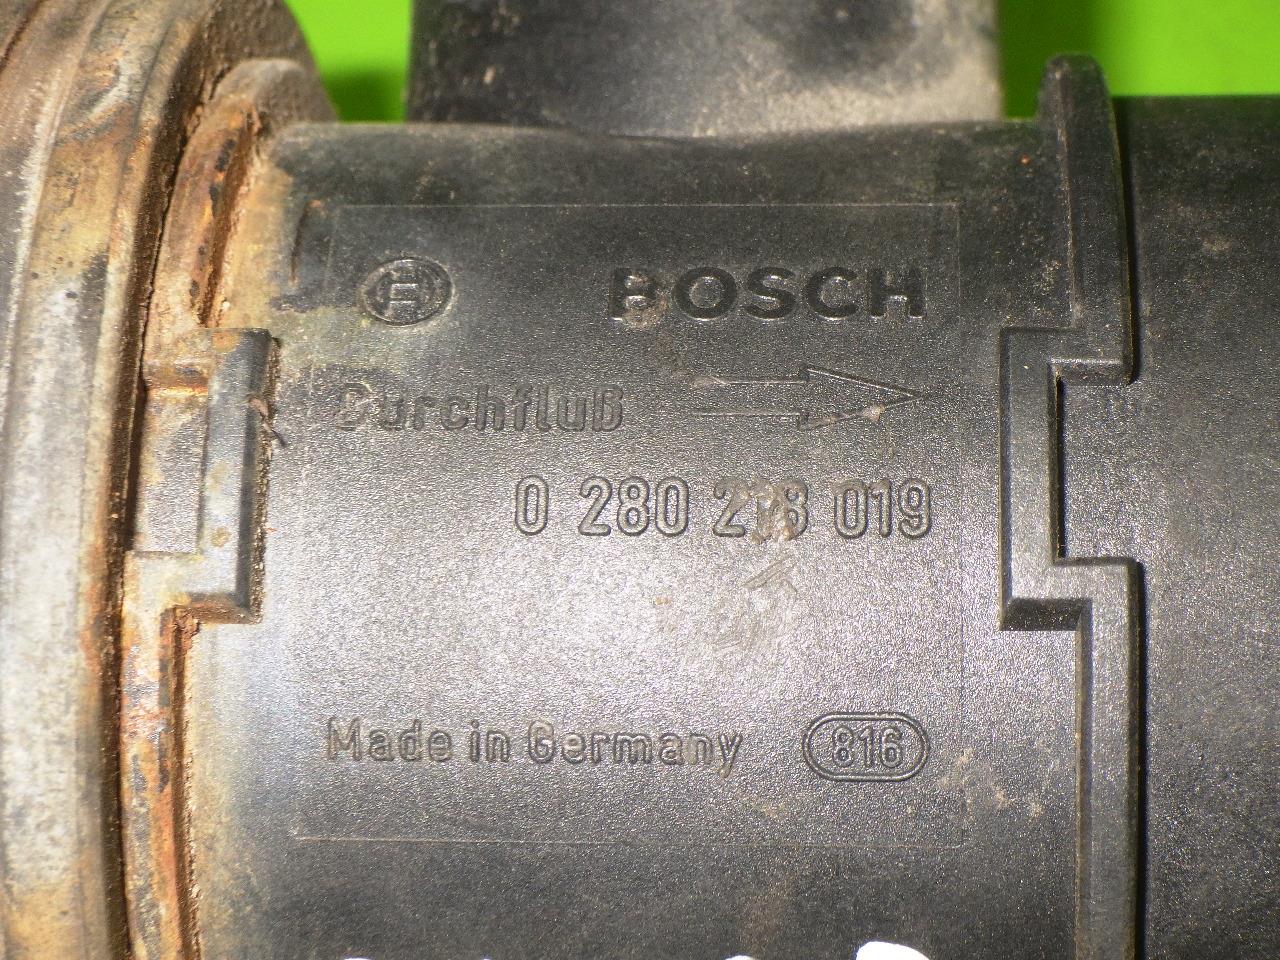 BOSCH
Durchfluß
0 280 218 019
Made in Germany 816